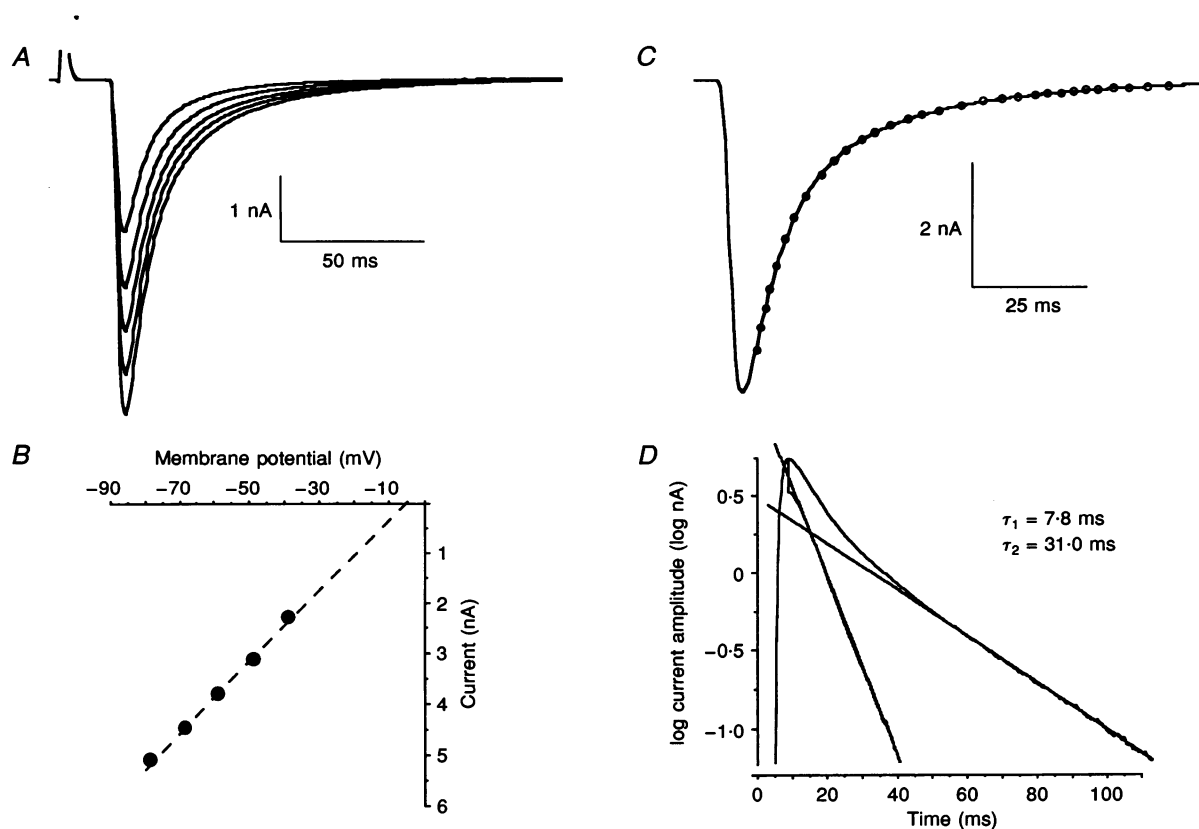 A
1 nA
50 ms
B
Membrane potential (mV)
−90 −70 −50 −30 −10
1
2
3
4
5
6
Current (nA)
C
2 nA
25 ms
D
log current amplitude (log nA)
0·5
0
−0·5
−1·0
τ1 = 7·8 ms
τ2 = 31·0 ms
0 20 40 60 80 100
Time (ms)